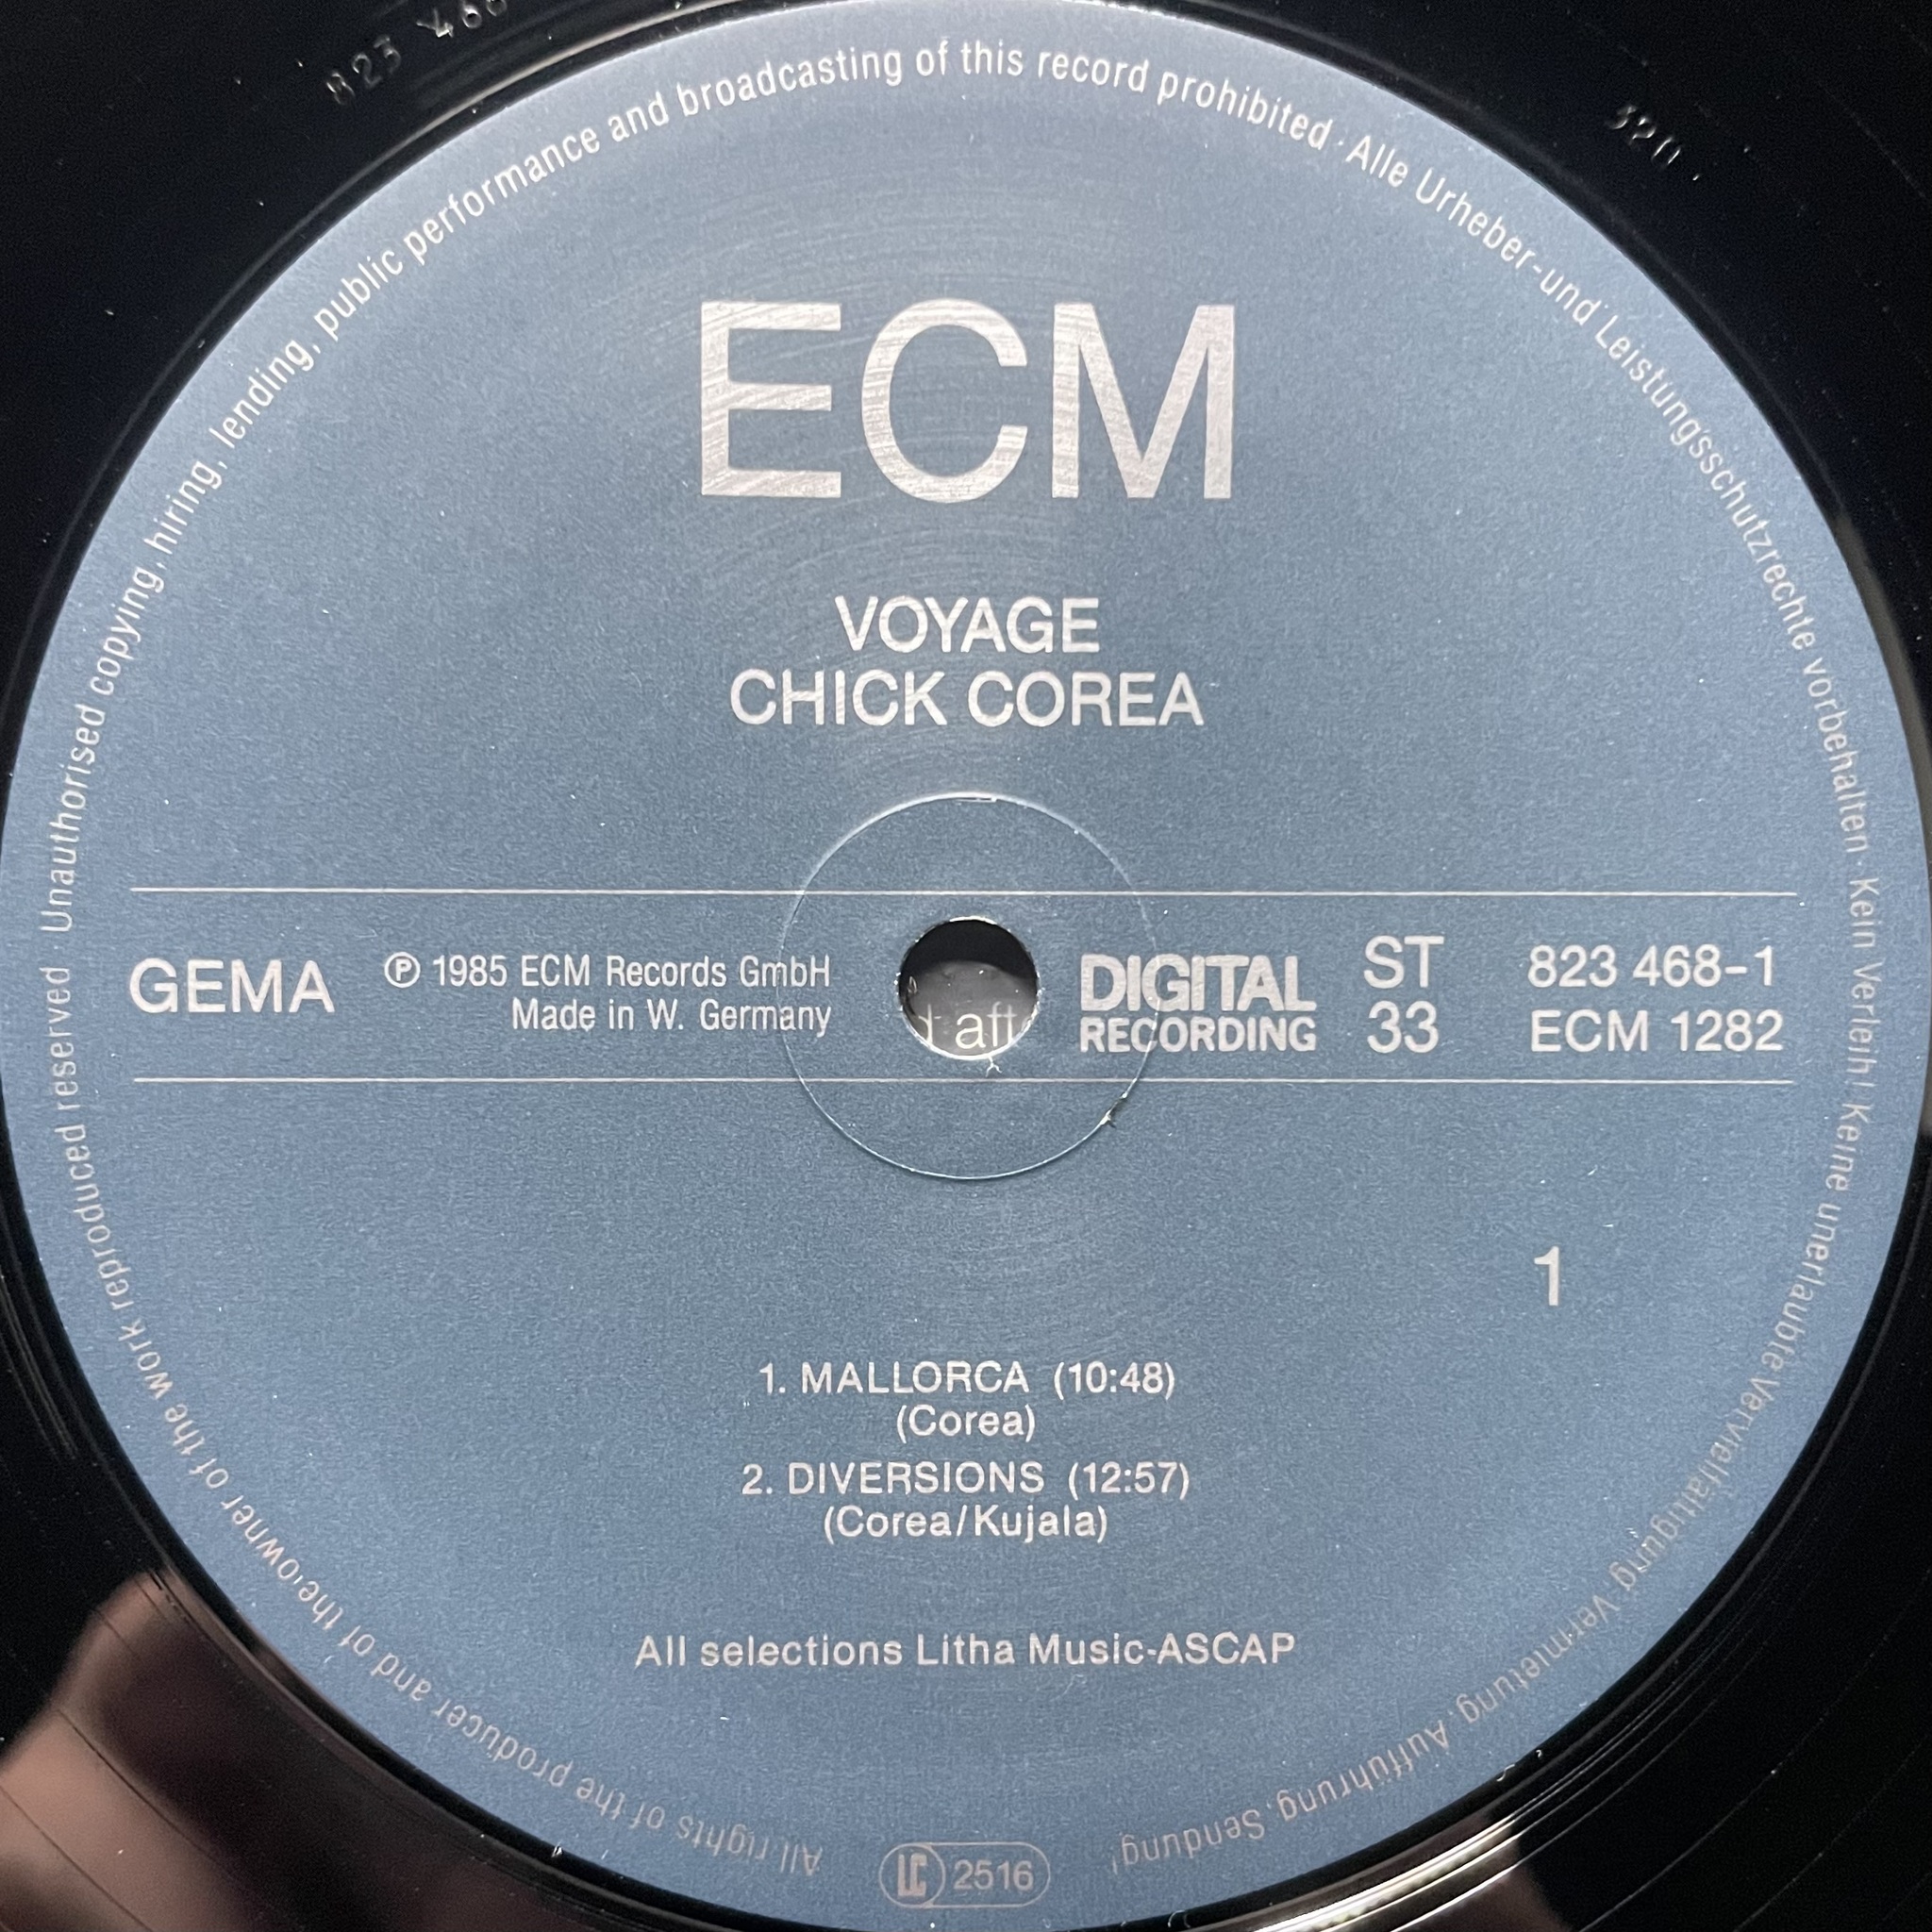 823 468
320
All rights of the producer and of the owner of the work reproduced reserved · Unauthorised copying, hiring, lending, public performance and broadcasting of this record prohibited · Alle Urheber-und Leistungsschutzrechte vorbehalten · Kein Verleih! Keine unerlaubte Vervielfältigung, Vermietung, Aufführung, Sendung!
ECM
VOYAGE
CHICK COREA
GEMA
℗ 1985 ECM Records GmbH
Made in W. Germany
aft
DIGITAL
RECORDING
ST
33
823 468-1
ECM 1282
1
1. MALLORCA (10:48)
(Corea)
2. DIVERSIONS (12:57)
(Corea/Kujala)
All selections Litha Music-ASCAP
LC 2516